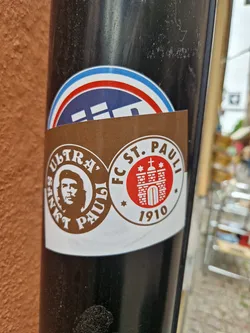 ULTRA'
SANKT PAULI
FC ST. PAULI
1910